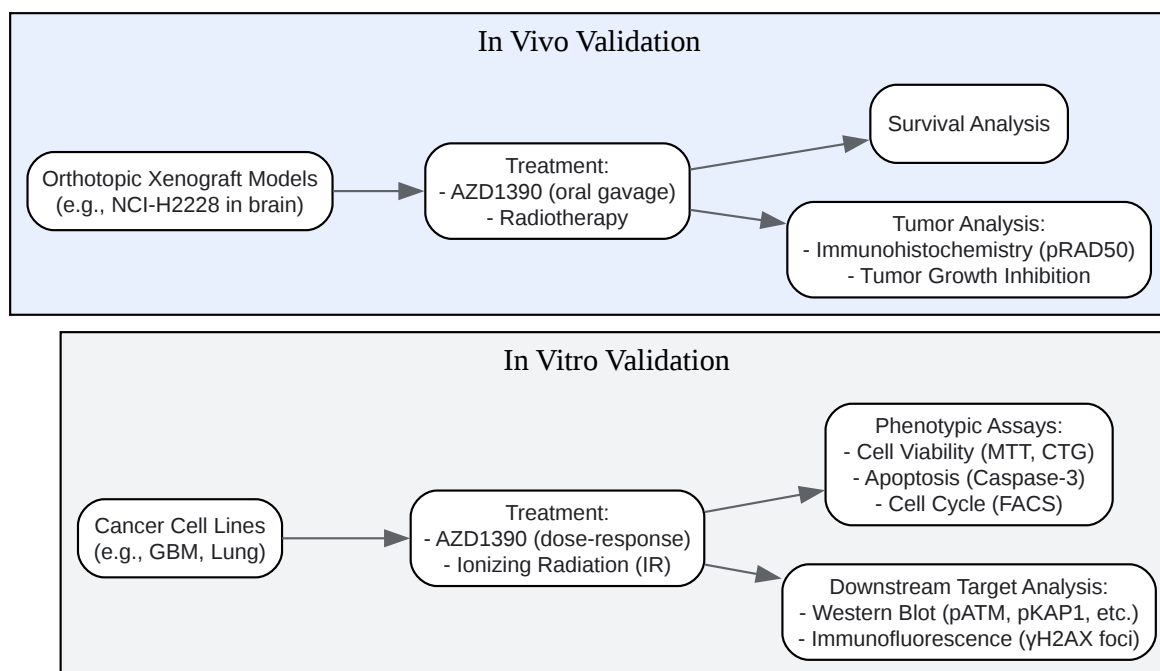 In Vivo Validation
Orthotopic Xenograft Models
(e.g., NCI-H2228 in brain)
Treatment:
- AZD1390 (oral gavage)
- Radiotherapy
Survival Analysis
Tumor Analysis:
- Immunohistochemistry (pRAD50)
- Tumor Growth Inhibition
In Vitro Validation
Cancer Cell Lines
(e.g., GBM, Lung)
Treatment:
- AZD1390 (dose-response)
- Ionizing Radiation (IR)
Phenotypic Assays:
- Cell Viability (MTT, CTG)
- Apoptosis (Caspase-3)
- Cell Cycle (FACS)
Downstream Target Analysis:
- Western Blot (pATM, pKAP1, etc.)
- Immunofluorescence (γH2AX foci)